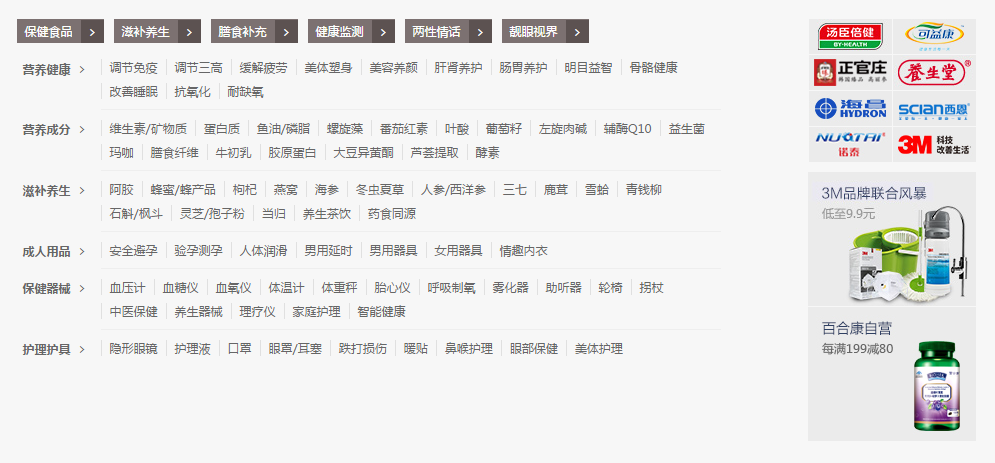 保健食品 > 滋补养生 > 膳食补充 > 健康监测 > 两性情话 > 靓眼视界 >
营养健康 > 调节免疫 调节三高 缓解疲劳 美体塑身 美容养颜 肝肾养护 肠胃养护 明目益智 骨骼健康
改善睡眠 抗氧化 耐缺氧
营养成分 > 维生素/矿物质 蛋白质 鱼油/磷脂 螺旋藻 番茄红素 叶酸 葡萄籽 左旋肉碱 辅酶Q10 益生菌
玛咖 膳食纤维 牛初乳 胶原蛋白 大豆异黄酮 芦荟提取 酵素
滋补养生 > 阿胶 蜂蜜/蜂产品 枸杞 燕窝 海参 冬虫夏草 人参/西洋参 三七 鹿茸 雪蛤 青钱柳
石斛/枫斗 灵芝/孢子粉 当归 养生茶饮 药食同源
成人用品 > 安全避孕 验孕测孕 人体润滑 男用延时 男用器具 女用器具 情趣内衣
保健器械 > 血压计 血糖仪 血氧仪 体温计 体重秤 胎心仪 呼吸制氧 雾化器 助听器 轮椅 拐杖
中医保健 养生器械 理疗仪 家庭护理 智能健康
护理护具 > 隐形眼镜 护理液 口罩 眼罩/耳塞 跌打损伤 暖贴 鼻喉护理 眼部保健 美体护理
汤臣倍健
BY-HEALTH
可益康
正官庄
養生堂®
海昌
HYDRON
SCIAN西恩
NUOTAI
诺泰
3M 科技
改善生活
3M品牌联合风暴
低至9.9元
3M
百合康自营
每满199减80